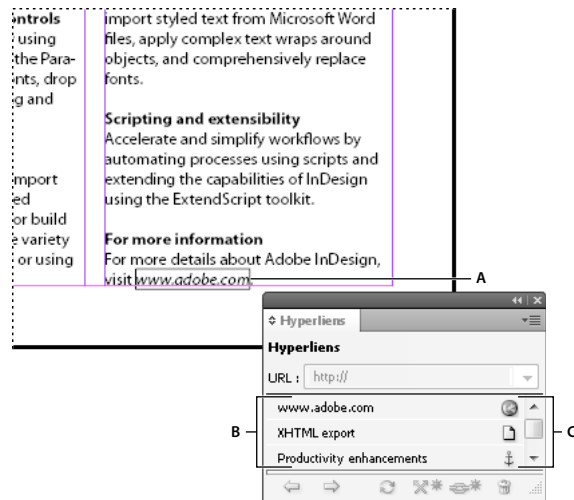 ontrols
using
the Para-
nts, drop
g and
mport
ed
or build
variety
or using
import styled text from Microsoft Word
files, apply complex text wraps around
objects, and comprehensively replace
fonts.
Scripting and extensibility
Accelerate and simplify workflows by
automating processes using scripts and
extending the capabilities of InDesign
using the ExtendScript toolkit.
For more information
For more details about Adobe InDesign,
visit www.adobe.com.
A
Hyperliens
Hyperliens
URL : http://
B
www.adobe.com
XHTML export
Productivity enhancements
C